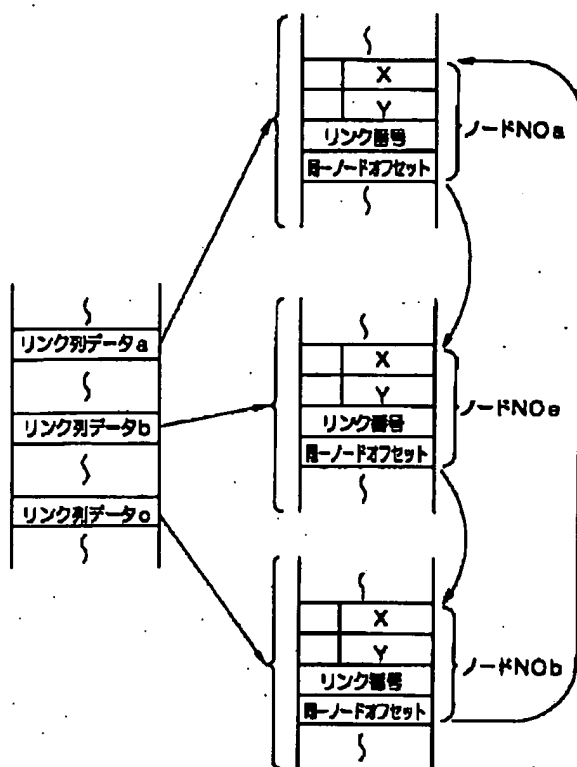 X
Y
リンク番号
同一ノードオフセット
ノードNOa
リンク列データa
リンク列データb
リンク列データc
X
Y
リンク番号
同一ノードオフセット
ノードNOe
X
Y
リンク番号
同一ノードオフセット
ノードNOb